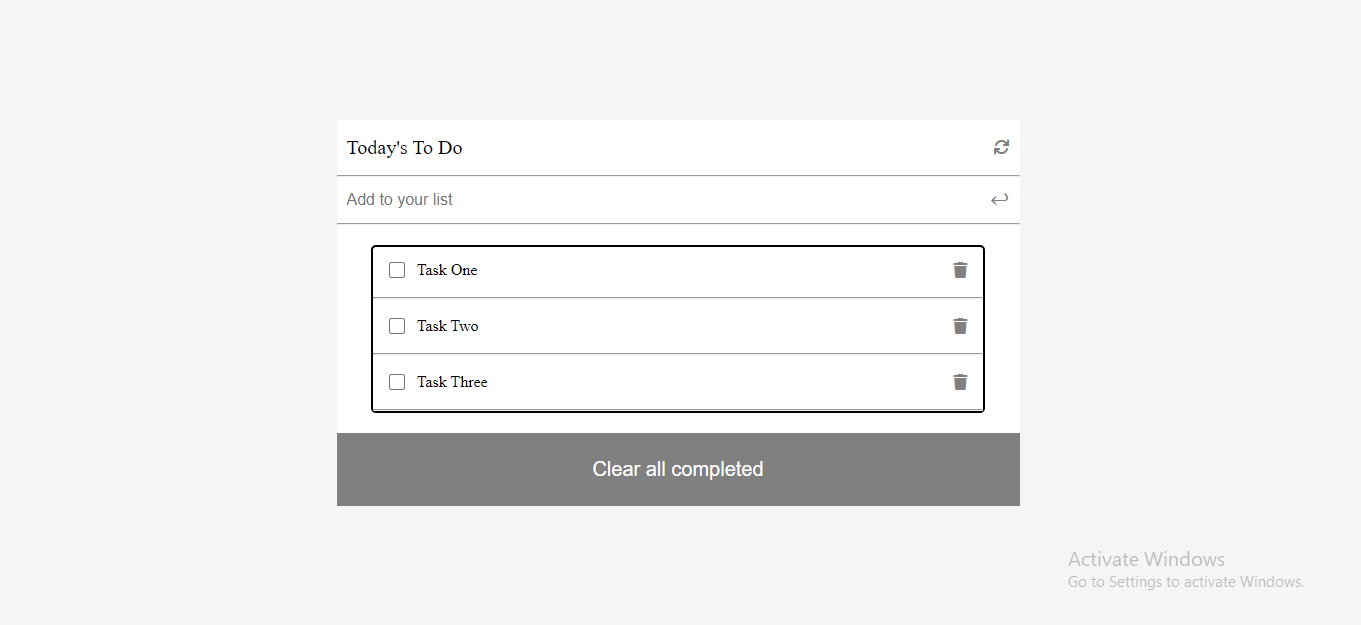 Today's To Do
Add to your list
Task One
Task Two
Task Three
Clear all completed
Activate Windows
Go to Settings to activate Windows.